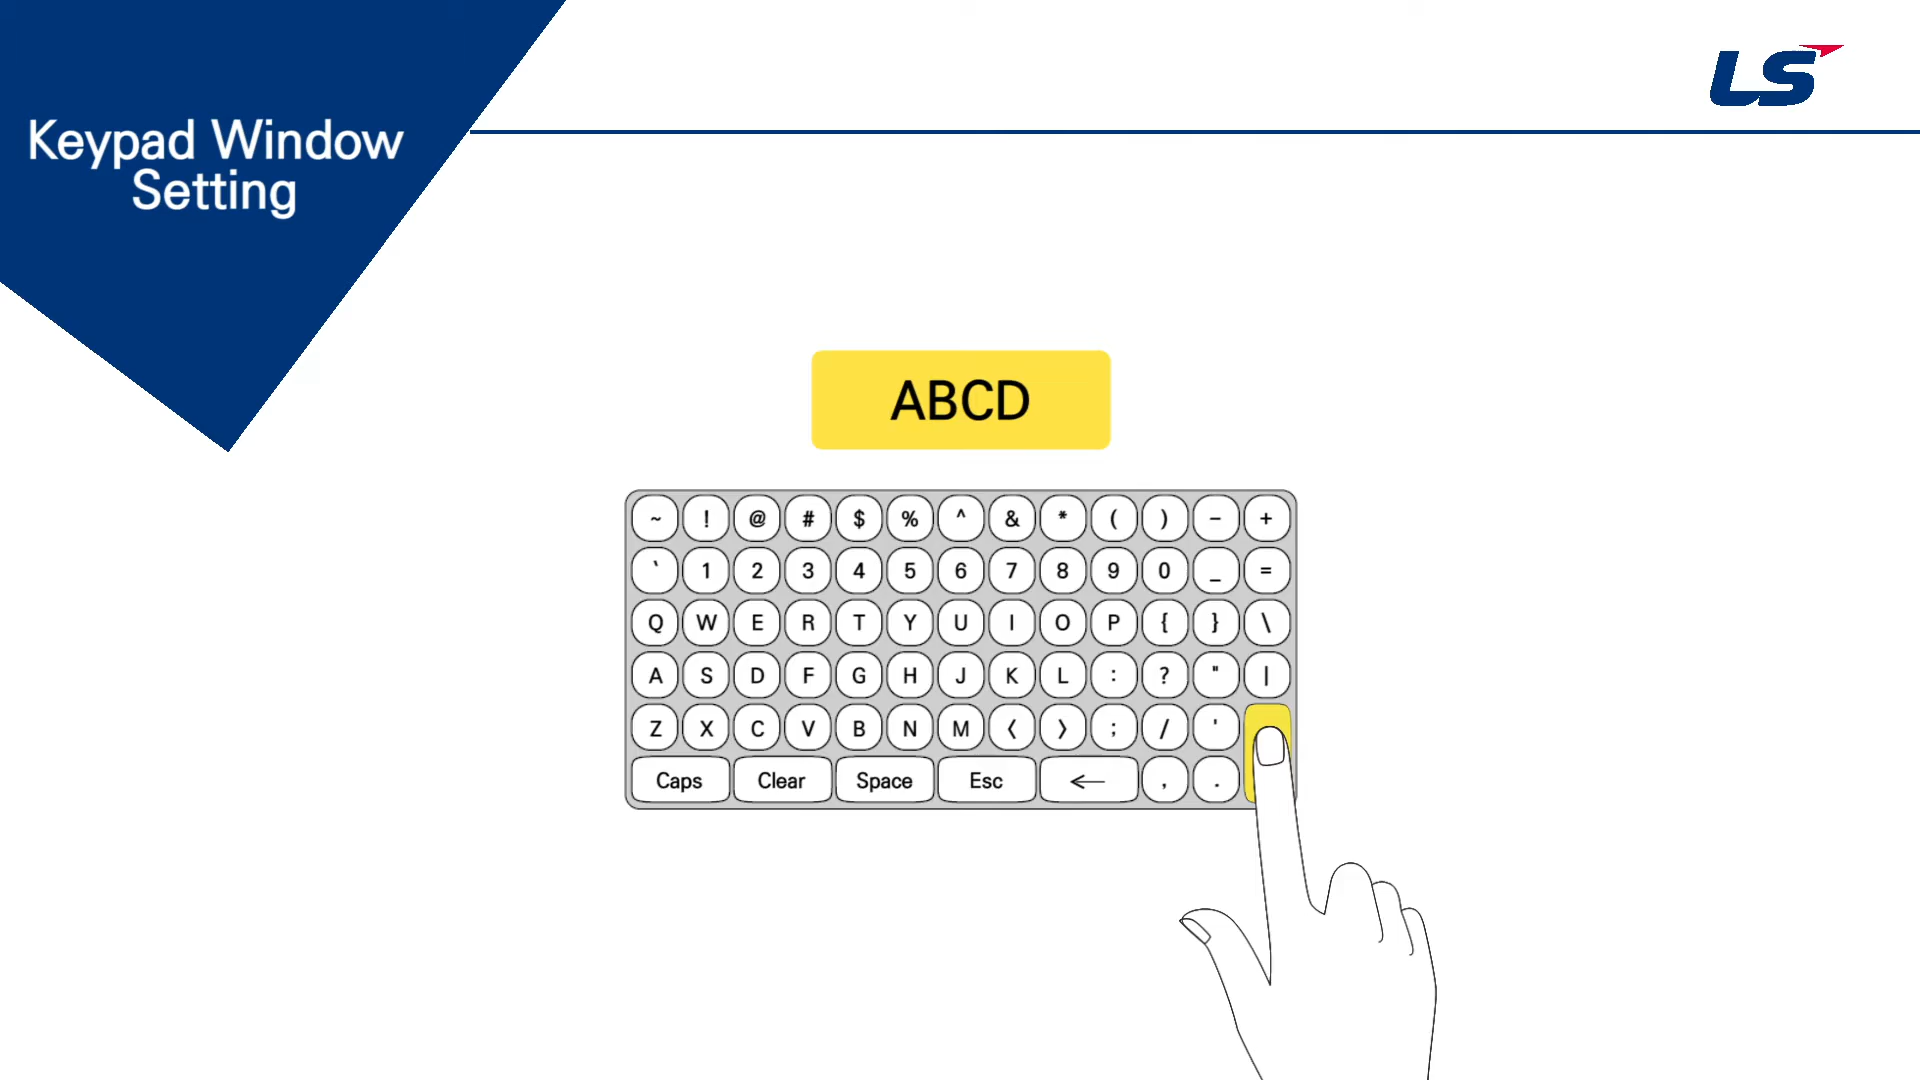 LS
Keypad Window
Setting
ABCD
~ ! @ # $ % ^ & * ( ) − +
` 1 2 3 4 5 6 7 8 9 0 _ =
Q W E R T Y U I O P { } \
A S D F G H J K L : ? " |
Z X C V B N M 〈 〉 ; / '
Caps Clear Space Esc ← , .